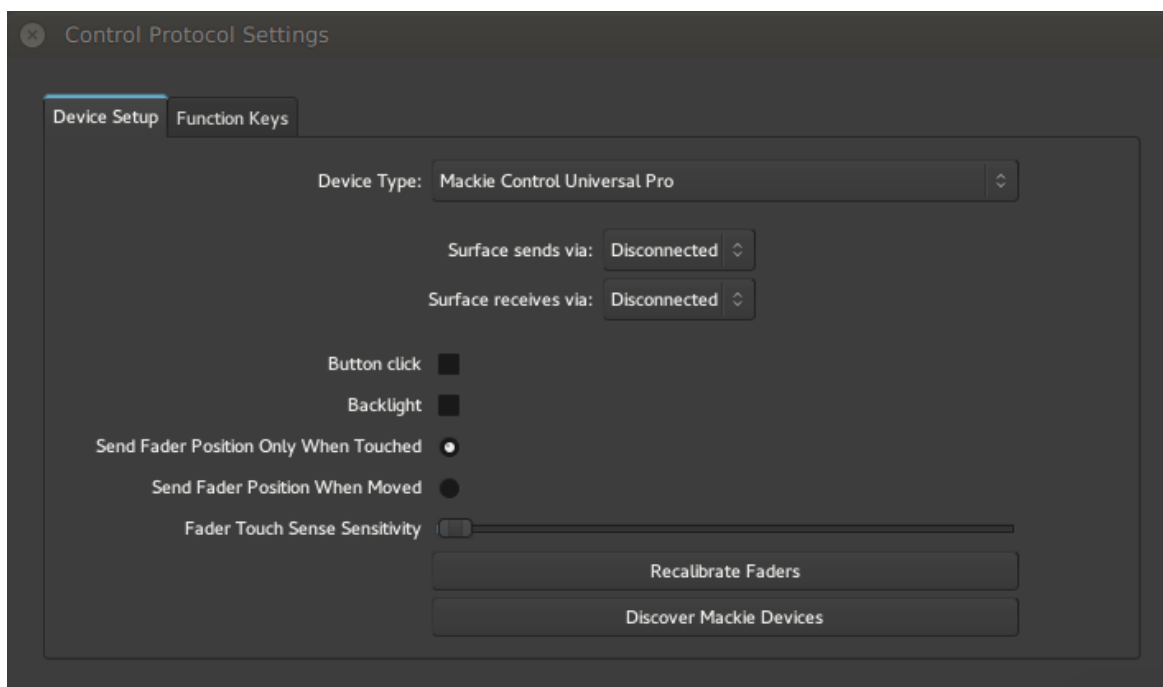 Control Protocol Settings
Device Setup Function Keys
Device Type: Mackie Control Universal Pro
Surface sends via: Disconnected
Surface receives via: Disconnected
Button click
Backlight
Send Fader Position Only When Touched
Send Fader Position When Moved
Fader Touch Sense Sensitivity
Recalibrate Faders
Discover Mackie Devices